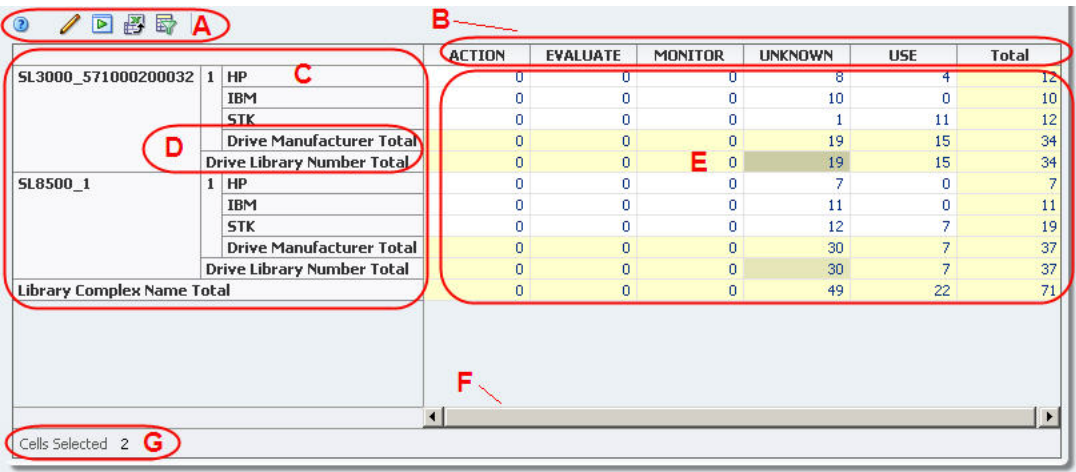 A
B
ACTION EVALUATE MONITOR UNKNOWN USE Total
SL3000_571000200032 1 HP C 0 0 0 8 4 12
IBM 0 0 0 10 0 10
STK 0 0 0 1 11 12
D Drive Manufacturer Total 0 0 0 19 15 34
Drive Library Number Total 0 0 E 0 19 15 34
SL8500_1 1 HP 0 0 0 7 0 7
IBM 0 0 0 11 0 11
STK 0 0 0 12 7 19
Drive Manufacturer Total 0 0 0 30 7 37
Drive Library Number Total 0 0 0 30 7 37
Library Complex Name Total 0 0 0 49 22 71
F
Cells Selected 2 G